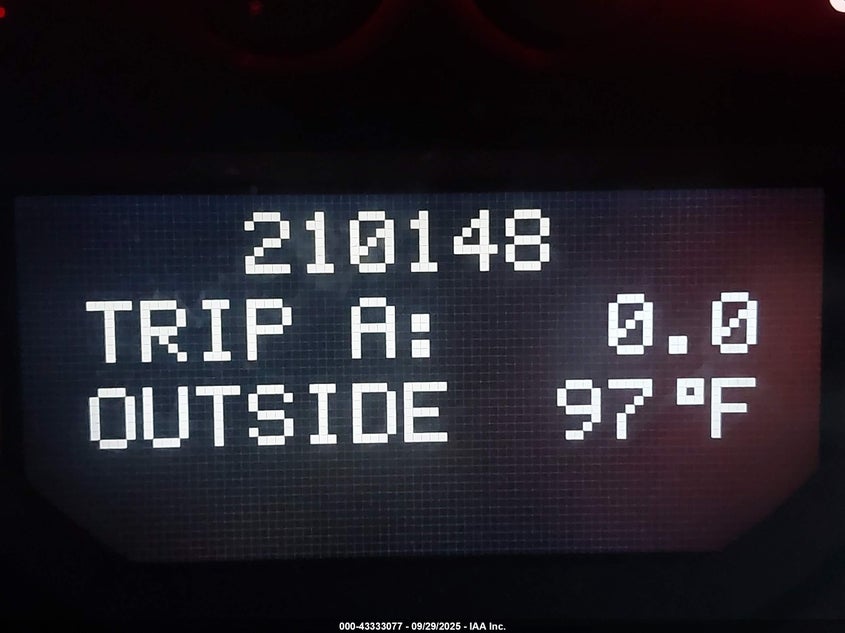 210148
TRIP A: 0.0
OUTSIDE 97°F
000-43333077 - 09/29/2025 - IAA Inc.